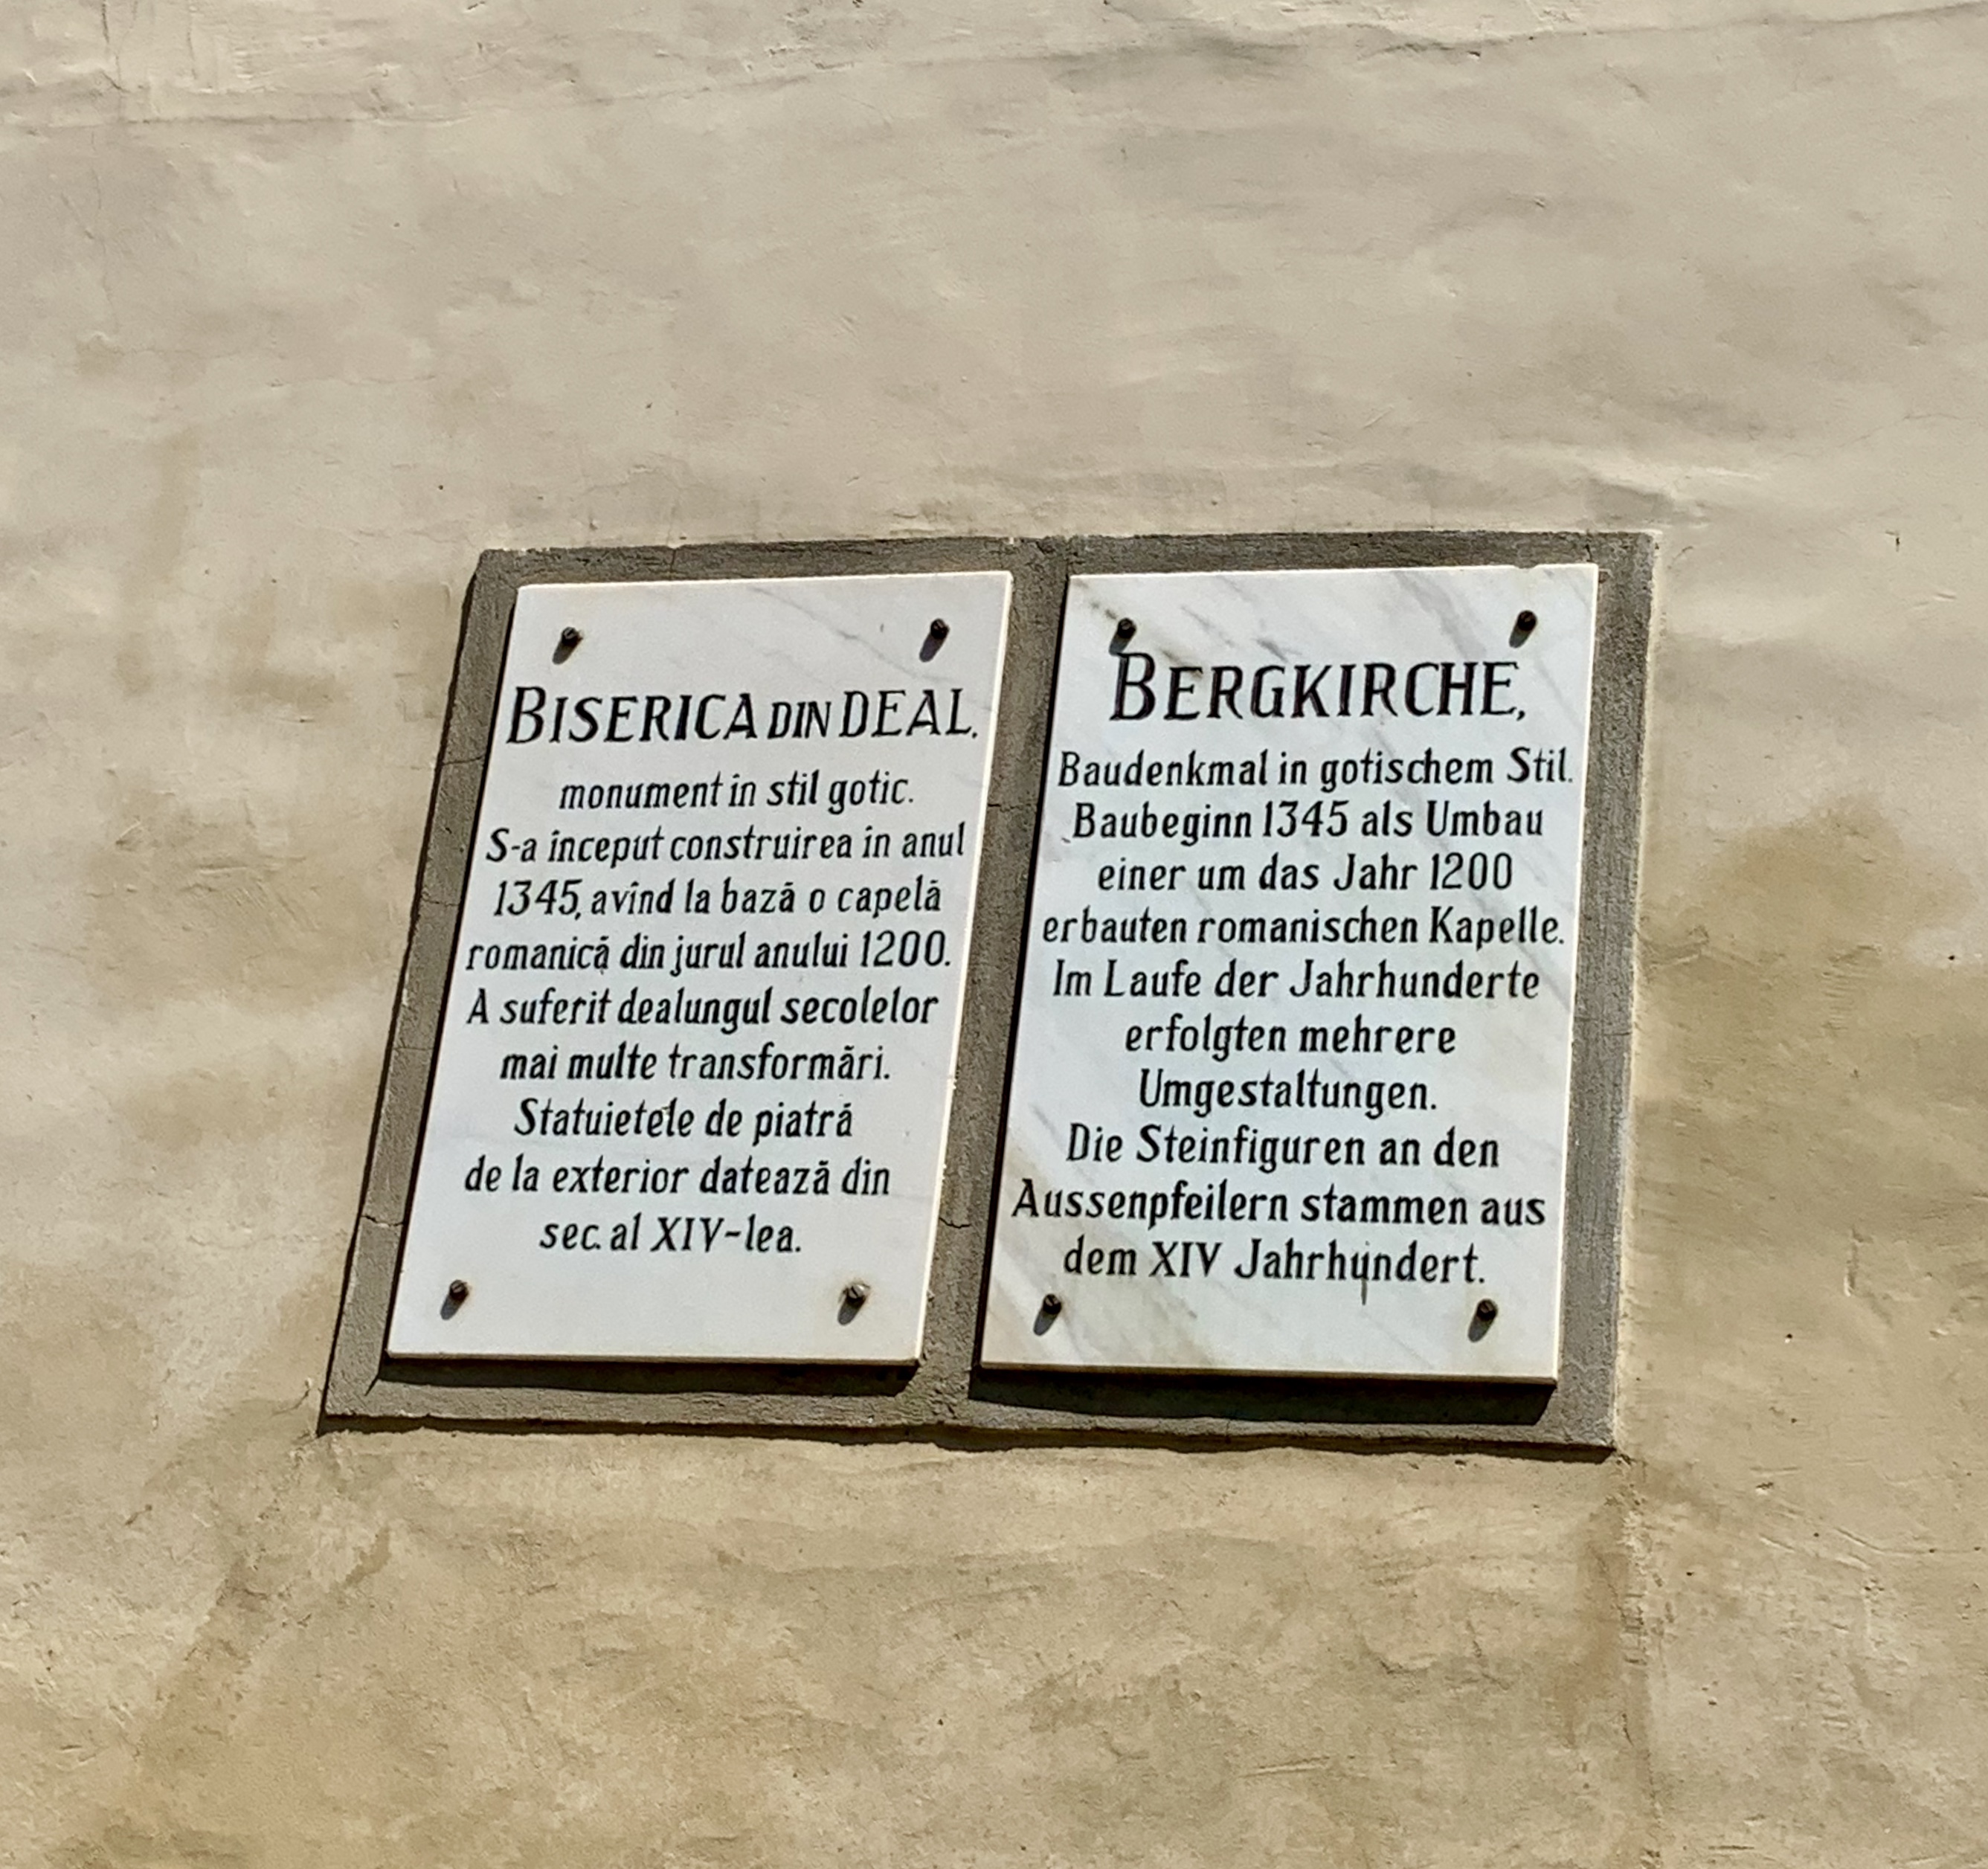 BISERICA DIN DEAL,
monument în stil gotic.
S-a început construirea în anul
1345, avînd la bază o capelă
romanică din jurul anului 1200.
A suferit dealungul secolelor
mai multe transformări.
Statuietele de piatră
de la exterior datează din
sec. al XIV-lea.
BERGKIRCHE,
Baudenkmal in gotischem Stil.
Baubeginn 1345 als Umbau
einer um das Jahr 1200
erbauten romanischen Kapelle.
Im Laufe der Jahrhunderte
erfolgten mehrere
Umgestaltungen.
Die Steinfiguren an den
Aussenpfeilern stammen aus
dem XIV Jahrhundert.